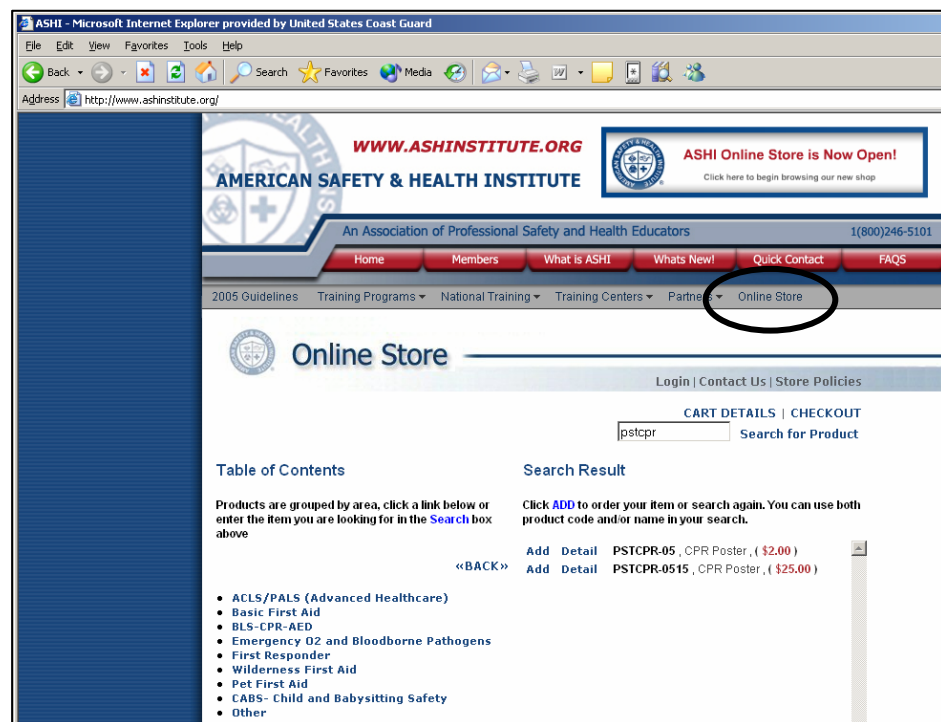 ASHI - Microsoft Internet Explorer provided by United States Coast Guard
File Edit View Favorites Tools Help
Back Search Favorites Media
Address http://www.ashinstitute.org/
WWW.ASHINSTITUTE.ORG
AMERICAN SAFETY & HEALTH INSTITUTE
ASHI Online Store is Now Open!
Click here to begin browsing our new shop
An Association of Professional Safety and Health Educators 1(800)246-5101
Home Members What is ASHI Whats New! Quick Contact FAQS
2005 Guidelines Training Programs National Training Training Centers Partners Online Store
Online Store
Login | Contact Us | Store Policies
CART DETAILS | CHECKOUT
pstcpr Search for Product
Table of Contents
Products are grouped by area, click a link below or
enter the item you are looking for in the Search box
above
«BACK»
• ACLS/PALS (Advanced Healthcare)
• Basic First Aid
• BLS-CPR-AED
• Emergency O2 and Bloodborne Pathogens
• First Responder
• Wilderness First Aid
• Pet First Aid
• CABS- Child and Babysitting Safety
• Other
Search Result
Click ADD to order your item or search again. You can use both
product code and/or name in your search.
Add Detail PSTCPR-05 , CPR Poster , ( $2.00 )
Add Detail PSTCPR-0515 , CPR Poster , ( $25.00 )